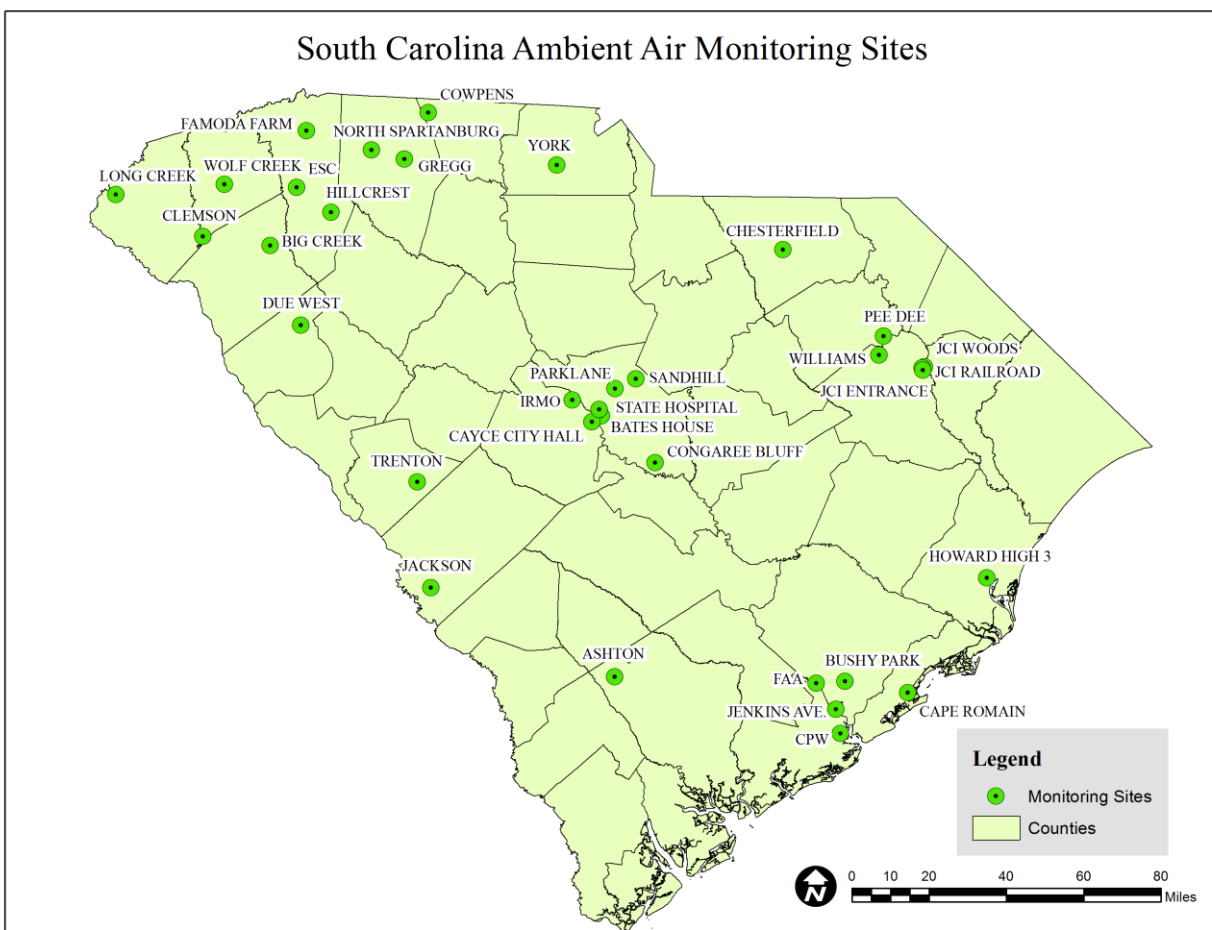 South Carolina Ambient Air Monitoring Sites
COWPENS
FAMODA FARM
NORTH SPARTANBURG
YORK
GREGG
WOLF CREEK
ESC
LONG CREEK
HILLCREST
CLEMSON
CHESTERFIELD
BIG CREEK
DUE WEST
PEE DEE
JCI WOODS
WILLIAMS
JCI RAILROAD
PARKLANE
SANDHILL
JCI ENTRANCE
IRMO
STATE HOSPITAL
BATES HOUSE
CAYCE CITY HALL
CONGAREE BLUFF
TRENTON
HOWARD HIGH 3
JACKSON
ASHTON
BUSHY PARK
FAA
JENKINS AVE.
CAPE ROMAIN
CPW
Legend
Monitoring Sites
Counties
N
0 10 20 40 60 80
Miles